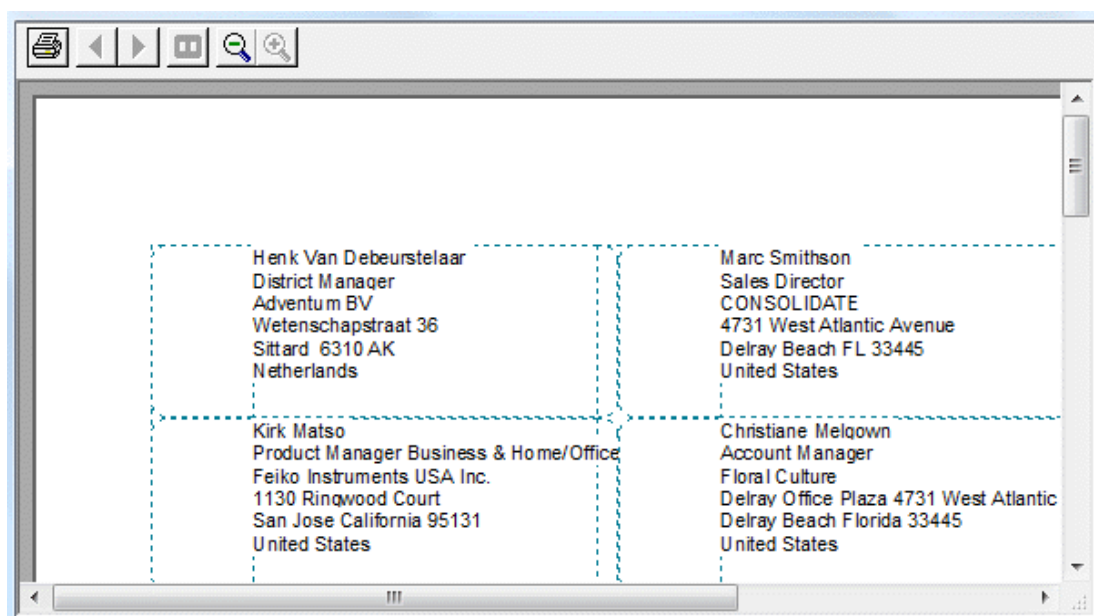 Henk Van Debeurstelaar
District Manager
Adventum BV
Wetenschapstraat 36
Sittard 6310 AK
Netherlands
Marc Smithson
Sales Director
CONSOLIDATE
4731 West Atlantic Avenue
Delray Beach FL 33445
United States
Kirk Matso
Product Manager Business & Home/Office
Feiko Instruments USA Inc.
1130 Ringwood Court
San Jose California 95131
United States
Christiane Melgown
Account Manager
Floral Culture
Delray Office Plaza 4731 West Atlantic
Delray Beach Florida 33445
United States